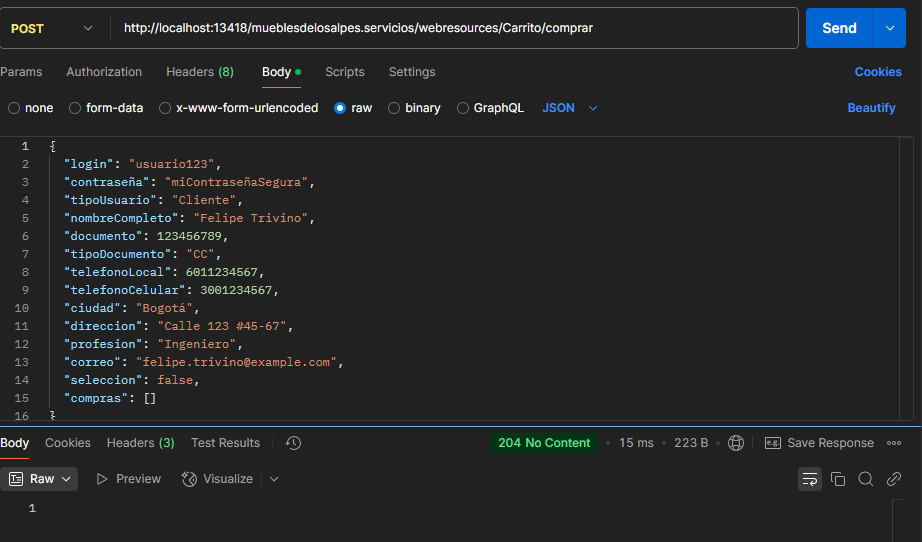 POST http://localhost:13418/mueblesdelosalpes.servicios/webresources/Carrito/comprar Send
Params Authorization Headers (8) Body Scripts Settings Cookies
none form-data x-www-form-urlencoded raw binary GraphQL JSON Beautify
1 {
2 "login": "usuario123",
3 "contraseña": "miContraseñaSegura",
4 "tipoUsuario": "Cliente",
5 "nombreCompleto": "Felipe Trivino",
6 "documento": 123456789,
7 "tipoDocumento": "CC",
8 "telefonoLocal": 6011234567,
9 "telefonoCelular": 3001234567,
10 "ciudad": "Bogotá",
11 "direccion": "Calle 123 #45-67",
12 "profesion": "Ingeniero",
13 "correo": "felipe.trivino@example.com",
14 "seleccion": false,
15 "compras": []
16 }
Body Cookies Headers (3) Test Results 204 No Content • 15 ms • 223 B • e.g. Save Response
Raw Preview Visualize
1